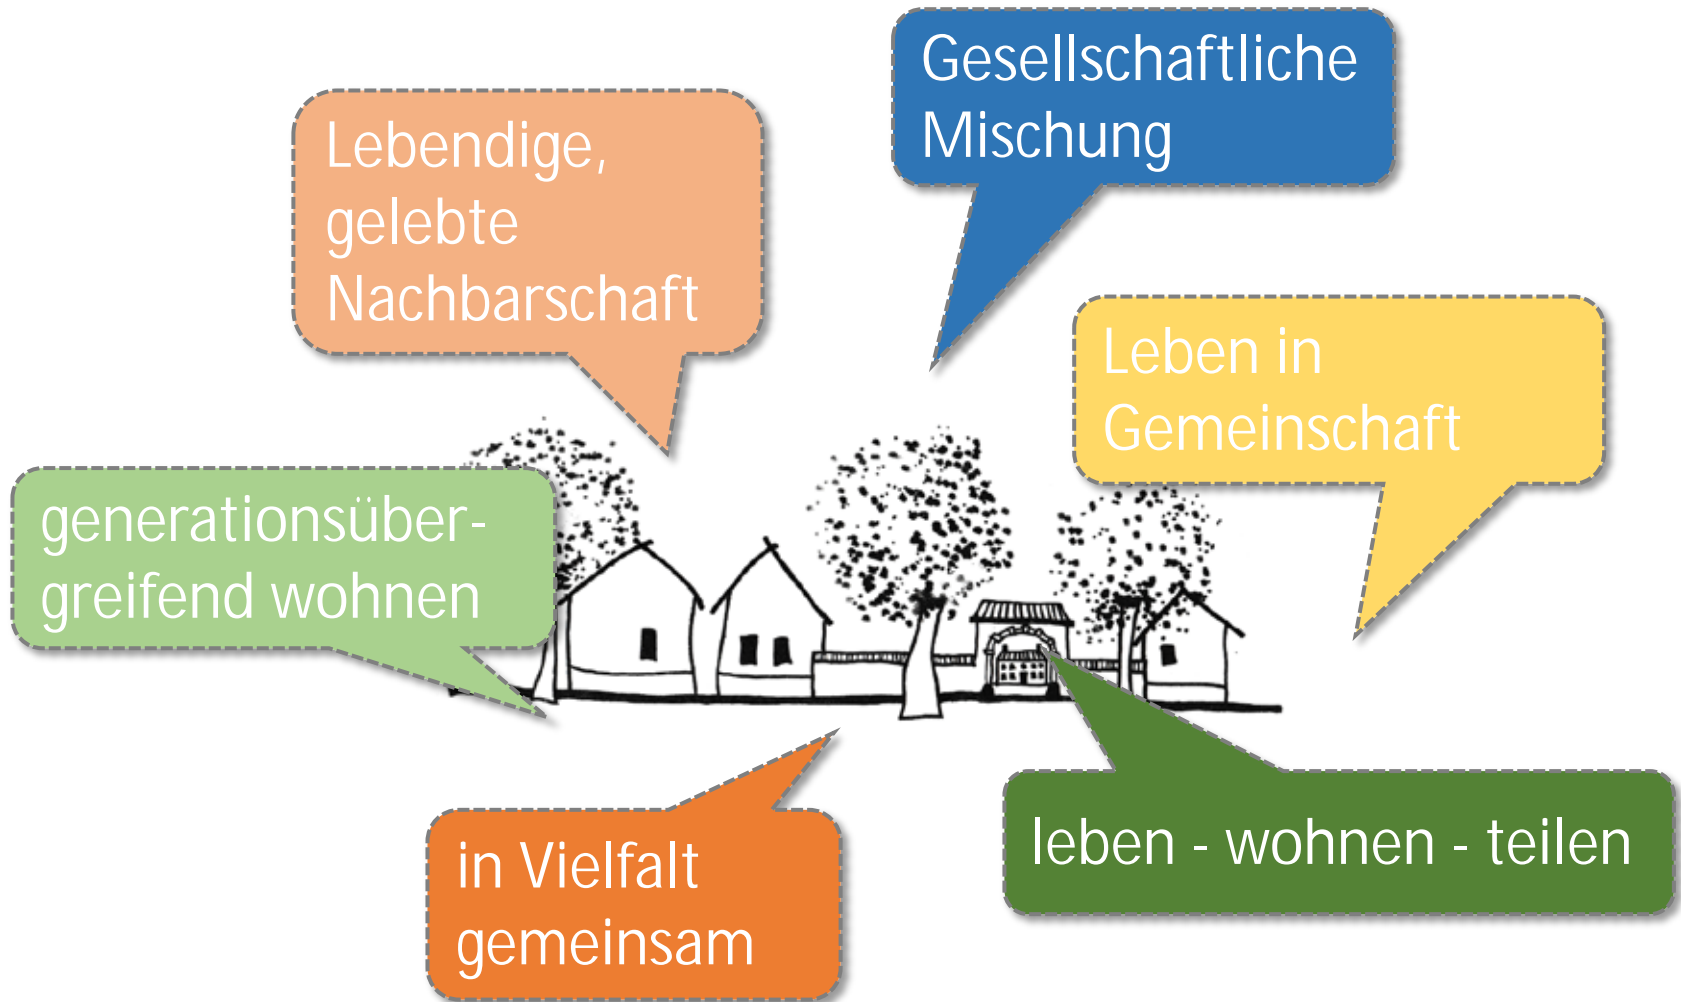 Gesellschaftliche
Mischung
Lebendige,
gelebte
Nachbarschaft
Leben in
Gemeinschaft
generationsüber-
greifend wohnen
leben - wohnen - teilen
in Vielfalt
gemeinsam